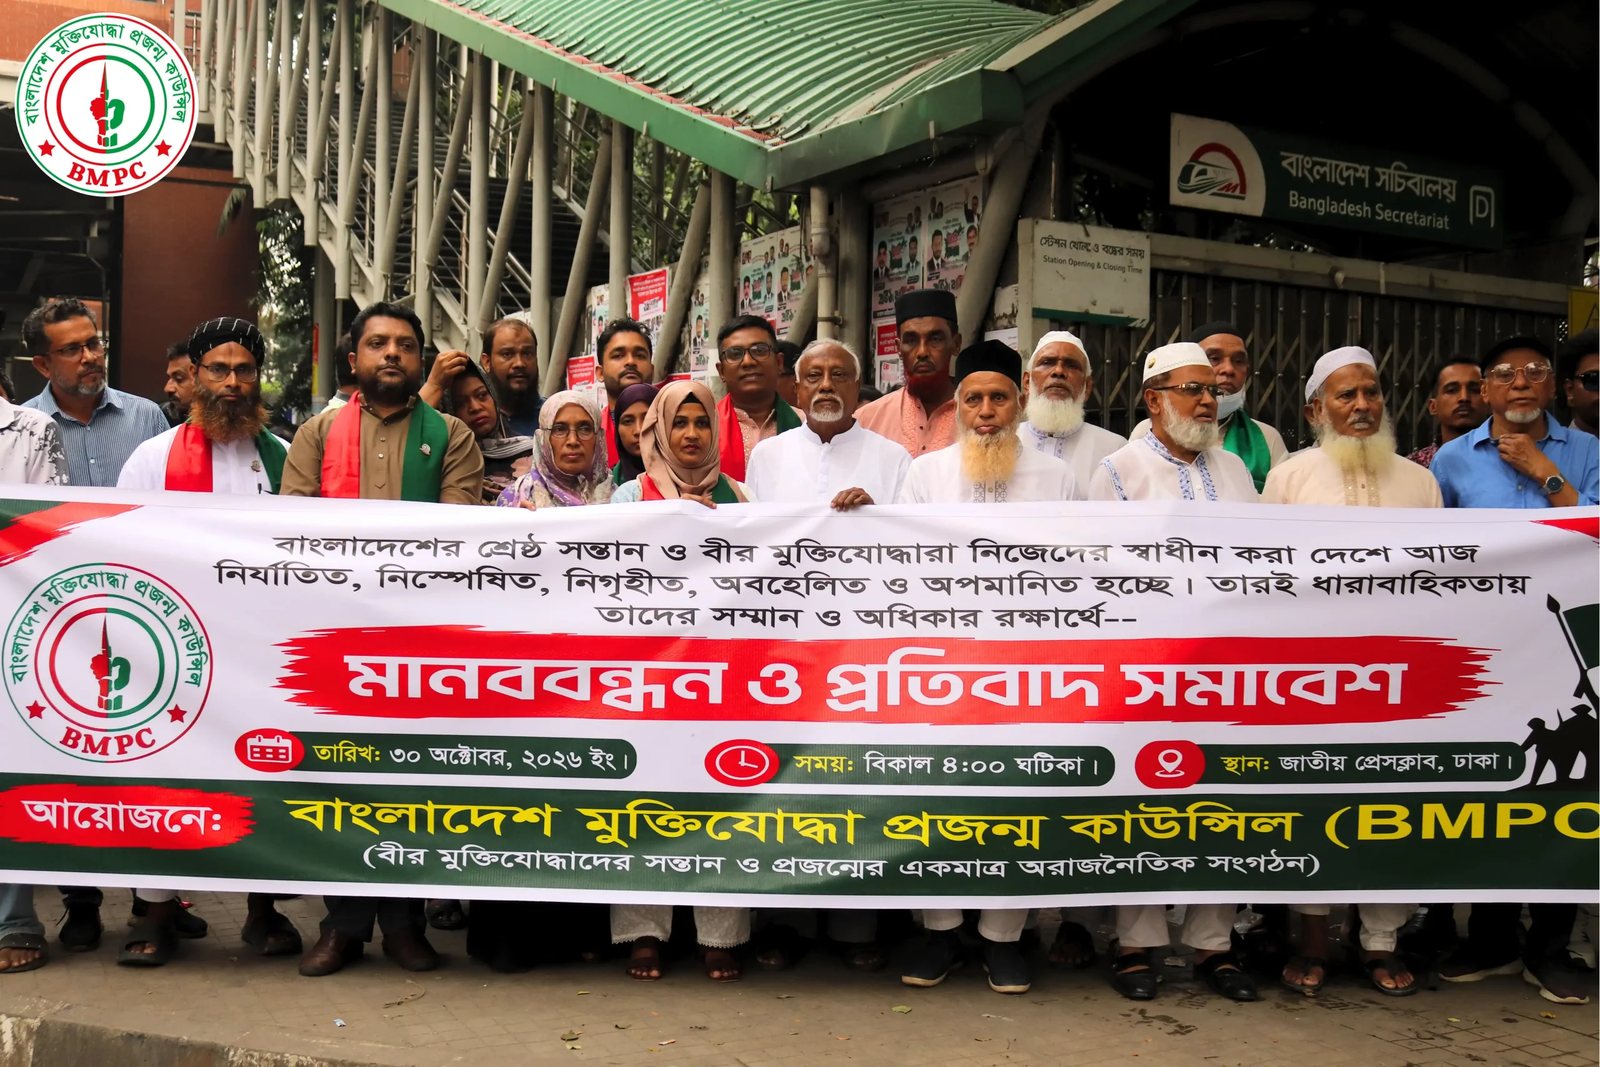 বাংলাদেশ মুক্তিযোদ্ধা প্রজন্ম কাউন্সিল
BMPC
বাংলাদেশ সচিবালয়
Bangladesh Secretariat
স্টেশন খোলা ও বন্ধের সময়
Station Opening & Closing Time
বাংলাদেশের শ্রেষ্ঠ সন্তান ও বীর মুক্তিযোদ্ধারা নিজেদের স্বাধীন করা দেশে আজ
নির্যাতিত, নিস্পেষিত, নিগৃহীত, অবহেলিত ও অপমানিত হচ্ছে। তারই ধারাবাহিকতায়
তাদের সম্মান ও অধিকার রক্ষার্থে--
মানববন্ধন ও প্রতিবাদ সমাবেশ
বাংলাদেশ মুক্তিযোদ্ধা প্রজন্ম কাউন্সিল
BMPC
তারিখ: ৩০ অক্টোবর, ২০২৬ ইং। সময়: বিকাল ৪:০০ ঘটিকা। স্থান: জাতীয় প্রেসক্লাব, ঢাকা।
আয়োজনে: বাংলাদেশ মুক্তিযোদ্ধা প্রজন্ম কাউন্সিল (BMPC
(বীর মুক্তিযোদ্ধাদের সন্তান ও প্রজন্মের একমাত্র অরাজনৈতিক সংগঠন)